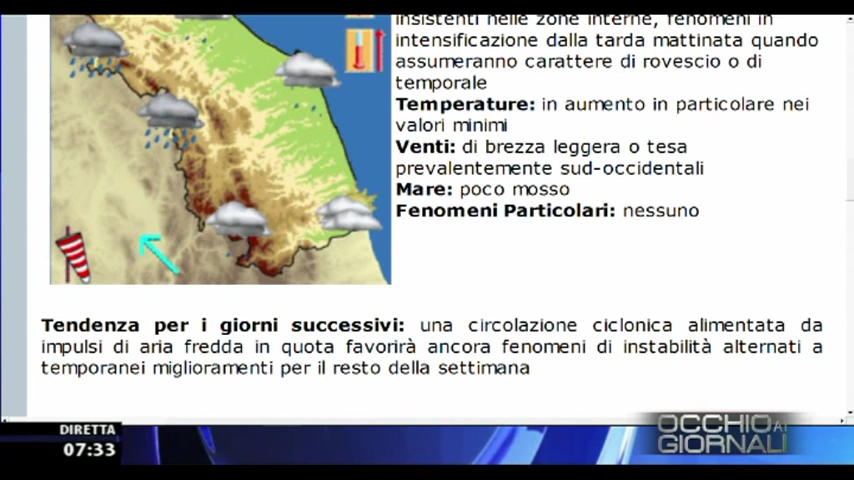 insistenti nelle zone interne, fenomeni in
intensificazione dalla tarda mattinata quando
assumeranno carattere di rovescio o di
temporale
Temperature: in aumento in particolare nei
valori minimi
Venti: di brezza leggera o tesa
prevalentemente sud-occidentali
Mare: poco mosso
Fenomeni Particolari: nessuno
Tendenza per i giorni successivi: una circolazione ciclonica alimentata da
impulsi di aria fredda in quota favorirà ancora fenomeni di instabilità alternati a
temporanei miglioramenti per il resto della settimana
DIRETTA
07:33
OCCHIO AI
GIORNALI